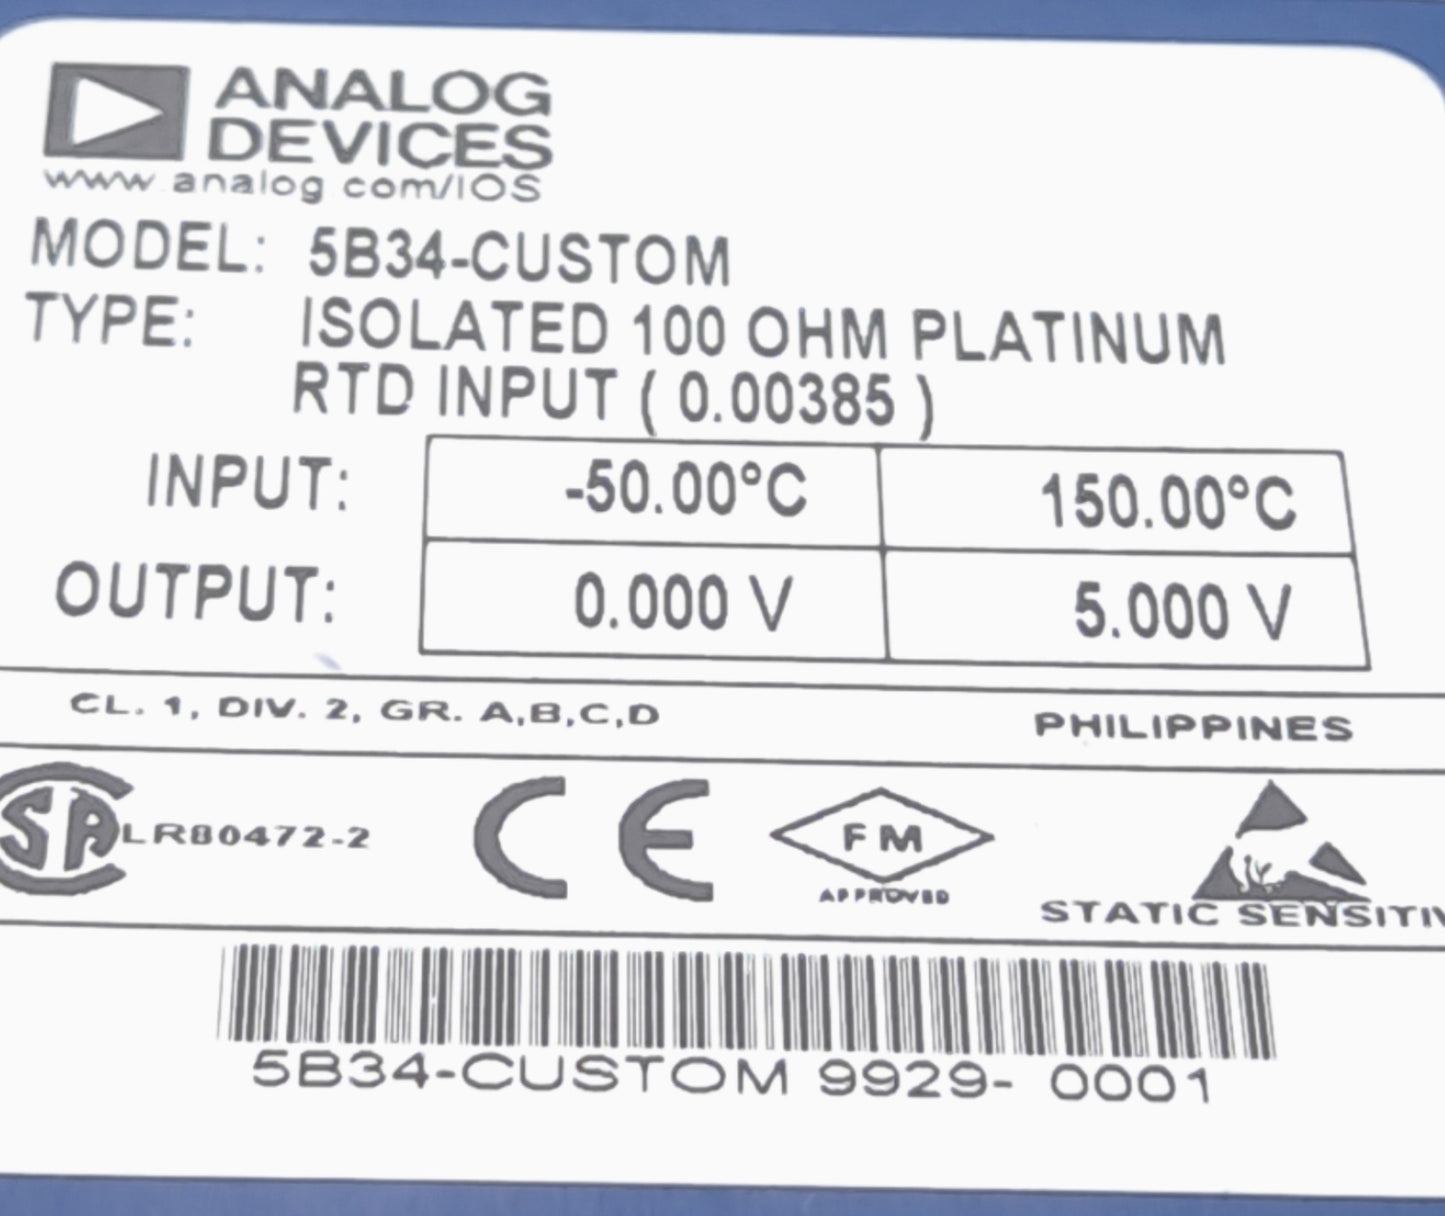 ANALOG
DEVICES
www.analog.com/IOS
MODEL: 5B34-CUSTOM
TYPE: ISOLATED 100 OHM PLATINUM
RTD INPUT ( 0.00385 )
INPUT: -50.00°C 150.00°C
OUTPUT: 0.000 V 5.000 V
CL. 1, DIV. 2, GR. A,B,C,D PHILIPPINES
SA LR80472-2 CE FM
APPROVED
STATIC SENSITIV
5B34-CUSTOM 9929- 0001